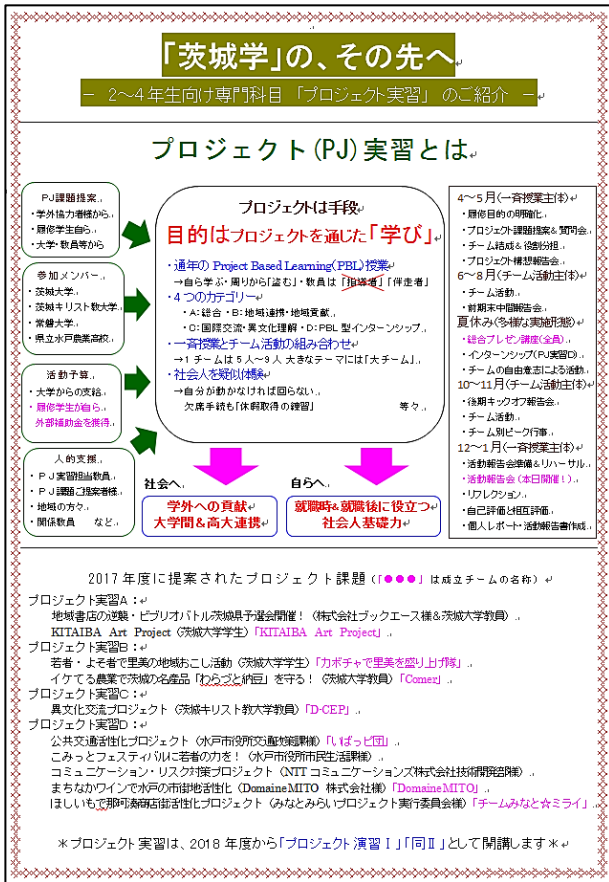 「茨城学」の、その先へ
－ 2～4年生向け専門科目 「プロジェクト実習」 のご紹介 －
プロジェクト(PJ)実習とは
PJ課題提案
・学外協力者様から
・履修学生自ら
・大学・教員等から
参加メンバー
・茨城大学
・茨城キリスト教大学
・常磐大学
・県立水戸農業高校
活動予算
・大学からの支給
・履修学生が自ら
外部補助金を獲得
人的支援
・PJ実習担当教員
・PJ課題ご提案者様
・地域の方々
・関係教員 など
プロジェクトは手段
目的はプロジェクトを通じた「学び」
・通年の Project Based Learning(PBL)授業
→自ら学ぶ・周りから「盗む」・教員は「指導者」「伴走者」
・4つのカテゴリー
・A:総合・B:地域連携・地域貢献
・C:国際交流・異文化理解・D:PBL型インターンシップ
・一斉授業とチーム活動の組み合わせ
→1チームは5人～9人 大きなテーマには「大チーム」
・社会人を疑似体験
→自分が動かなければ回らない
欠席手続も「休暇取得の練習」 等々
社会へ
学外への貢献
大学間＆高大連携
自らへ
就職時＆就職後に役立つ
社会人基礎力
4～5月(一斉授業主体)
・履修目的の明確化
・プロジェクト課題提案＆質問会
・チーム結成＆役割分担
・プロジェクト構想報告会
6～8月(チーム活動主体)
・チーム活動
・前期末中間報告会
夏休み(多様な実施形態)
・総合プレゼン講座(全員)
・インターンシップ(PJ実習D)
・チームの自由意志による活動
10～11月(チーム活動主体)
・後期キックオフ報告会
・チーム活動
・チーム別ピーク行事
12～1月(一斉授業主体)
・活動報告会準備＆リハーサル
・活動報告会(本日開催！)
・リフレクション
・自己評価と相互評価
・個人レポート・活動報告書作成
2017年度に提案されたプロジェクト課題 (「●●●」は成立チームの名称)
プロジェクト実習A：
地域書店の逆襲・ビブリオバトル茨城県予選会開催！ (株式会社ブックエース様＆茨城大学教員)
KITAIBA Art Project (茨城大学学生)「KITAIBA Art Project」
プロジェクト実習B：
若者・よそ者で里美の地域おこし活動 (茨城大学学生)「カボチャで里美を盛り上げ隊」
イケてる農業で茨城の名産品「わらづと納豆」を守る！ (茨城大学教員)「Comer」
プロジェクト実習C：
異文化交流プロジェクト (茨城キリスト教大学教員)「D-CEP」
プロジェクト実習D：
公共交通活性化プロジェクト (水戸市役所交通政策課様)「いばっピ団」
こみっとフェスティバルに若者の力を！ (水戸市役所市民生活課様)
コミュニケーション・リスク対策プロジェクト (NTTコミュニケーションズ株式会社技術開発部様)
まちなかワインで水戸の市街地活性化 (Domaine MITO 株式会社様)「Domaine MITO」
ほしいもで那珂湊商店街活性化プロジェクト (みなとみらいプロジェクト実行委員会様)「チームみなと☆ミライ」
＊プロジェクト実習は、2018年度から「プロジェクト演習Ⅰ」「同Ⅱ」として開講します＊